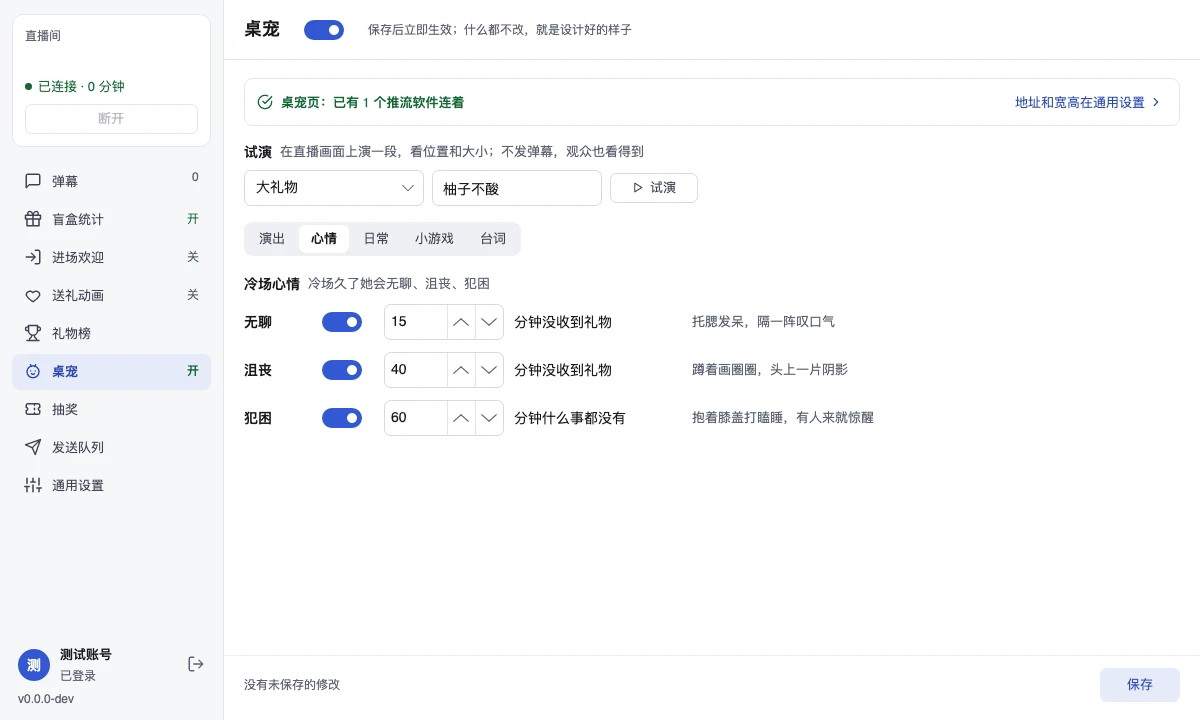 直播间
已连接 · 0 分钟
断开
弹幕 0
盲盒统计 开
进场欢迎 关
送礼动画 关
礼物榜
桌宠 开
抽奖
发送队列
通用设置
测 测试账号
已登录
v0.0.0-dev
桌宠 保存后立即生效；什么都不改，就是设计好的样子
桌宠页：已有 1 个推流软件连着 地址和宽高在通用设置
试演 在直播画面上演一段，看位置和大小；不发弹幕，观众也看得到
大礼物 柚子不酸 试演
演出 心情 日常 小游戏 台词
冷场心情 冷场久了她会无聊、沮丧、犯困
无聊 15 分钟没收到礼物 托腮发呆，隔一阵叹口气
沮丧 40 分钟没收到礼物 蹲着画圈圈，头上一片阴影
犯困 60 分钟什么事都没有 抱着膝盖打瞌睡，有人来就惊醒
没有未保存的修改 保存